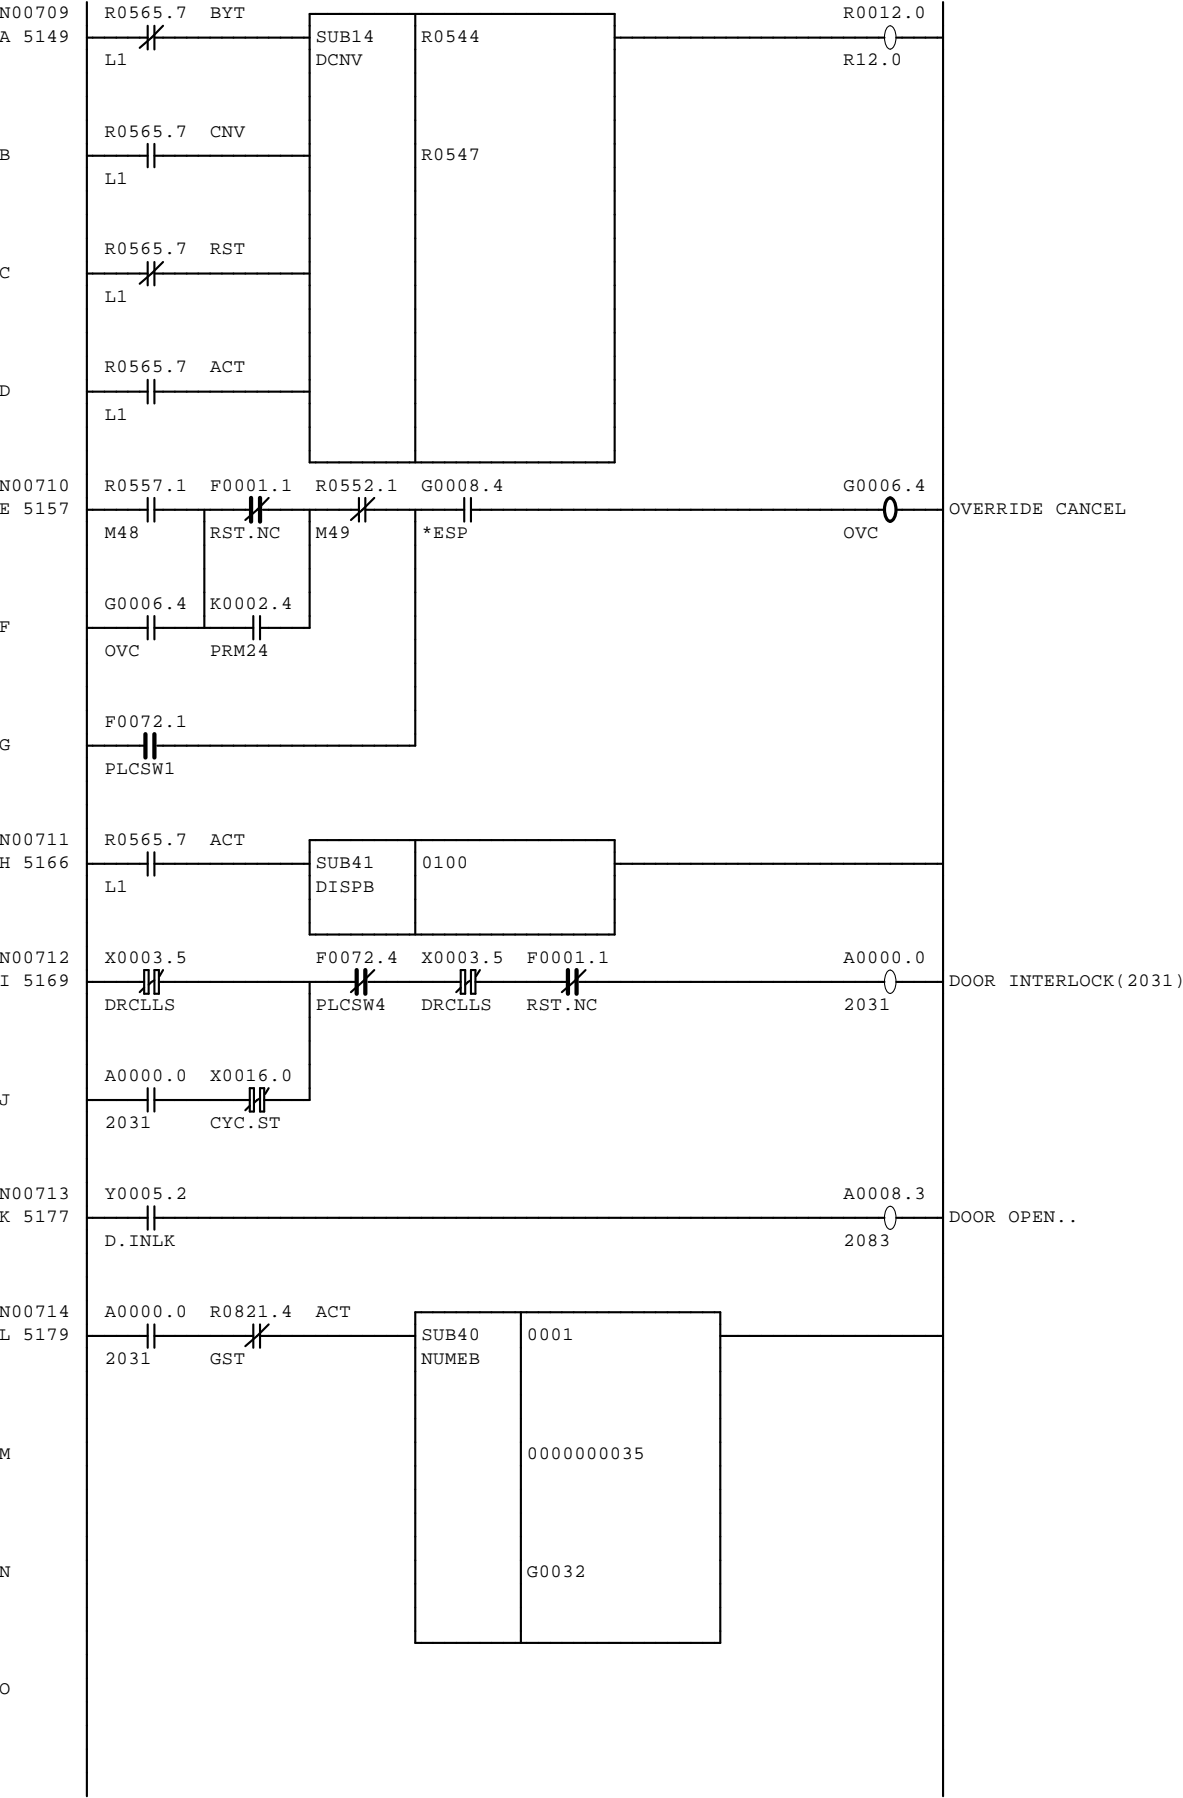 N00709 R0565.7 BYT R0012.0
A 5149 SUB14 R0544
L1 DCNV R12.0
R0565.7 CNV
B R0547
L1
R0565.7 RST
C
L1
R0565.7 ACT
D
L1
N00710 R0557.1 F0001.1 R0552.1 G0008.4 G0006.4
E 5157 OVERRIDE CANCEL
M48 RST.NC M49 *ESP OVC
G0006.4 K0002.4
F
OVC PRM24
F0072.1
G
PLCSW1
N00711 R0565.7 ACT
H 5166 SUB41 0100
L1 DISPB
N00712 X0003.5 F0072.4 X0003.5 F0001.1 A0000.0
I 5169 DOOR INTERLOCK(2031)
DRCLLS PLCSW4 DRCLLS RST.NC 2031
A0000.0 X0016.0
J
2031 CYC.ST
N00713 Y0005.2 A0008.3
K 5177 DOOR OPEN..
D.INLK 2083
N00714 A0000.0 R0821.4 ACT
L 5179 SUB40 0001
2031 GST NUMEB
M 0000000035
N G0032
O